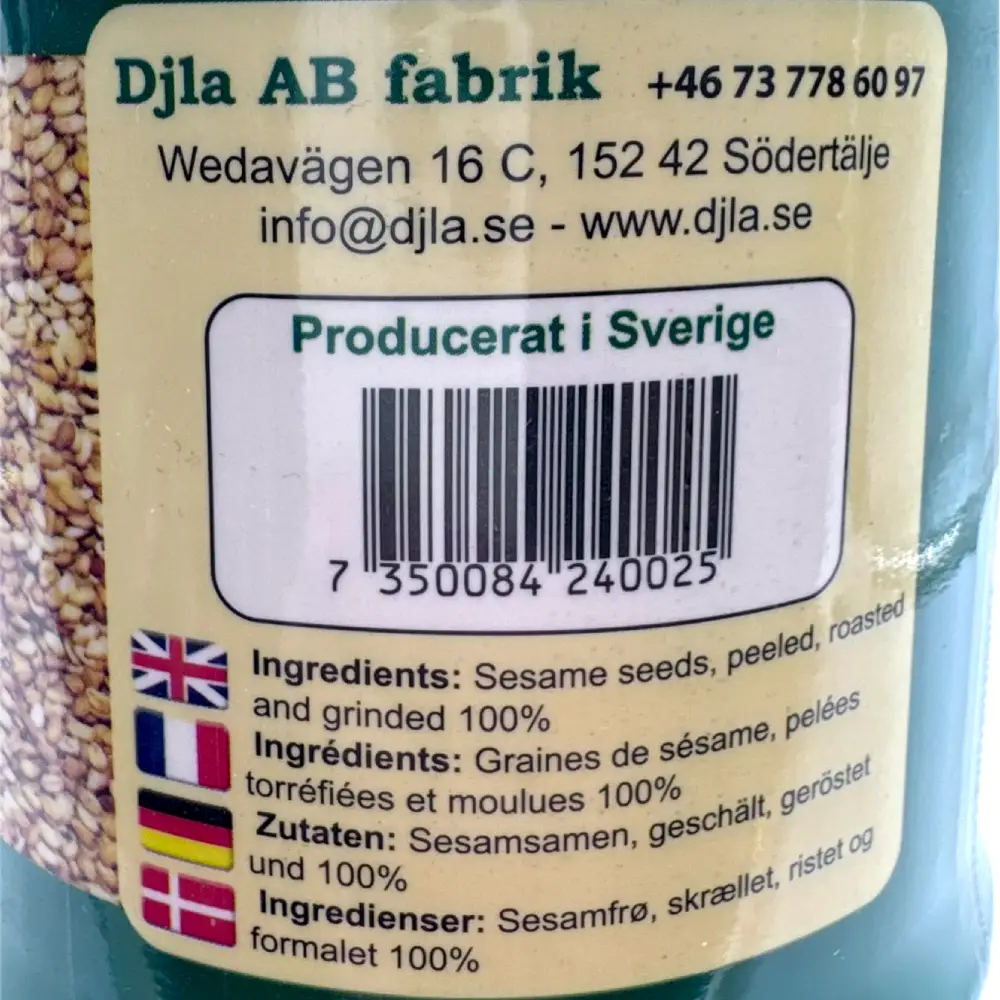 Djla AB fabrik +46 73 778 60 97
Wedavägen 16 C, 152 42 Södertälje
info@djla.se - www.djla.se
Producerat i Sverige
7 350084 240025
Ingredients: Sesame seeds, peeled, roasted
and grinded 100%
Ingrédients: Graines de sésame, pelées
torréfiées et moulues 100%
Zutaten: Sesamsamen, geschält, geröstet
und 100%
Ingredienser: Sesamfrø, skrællet, ristet og
formalet 100%